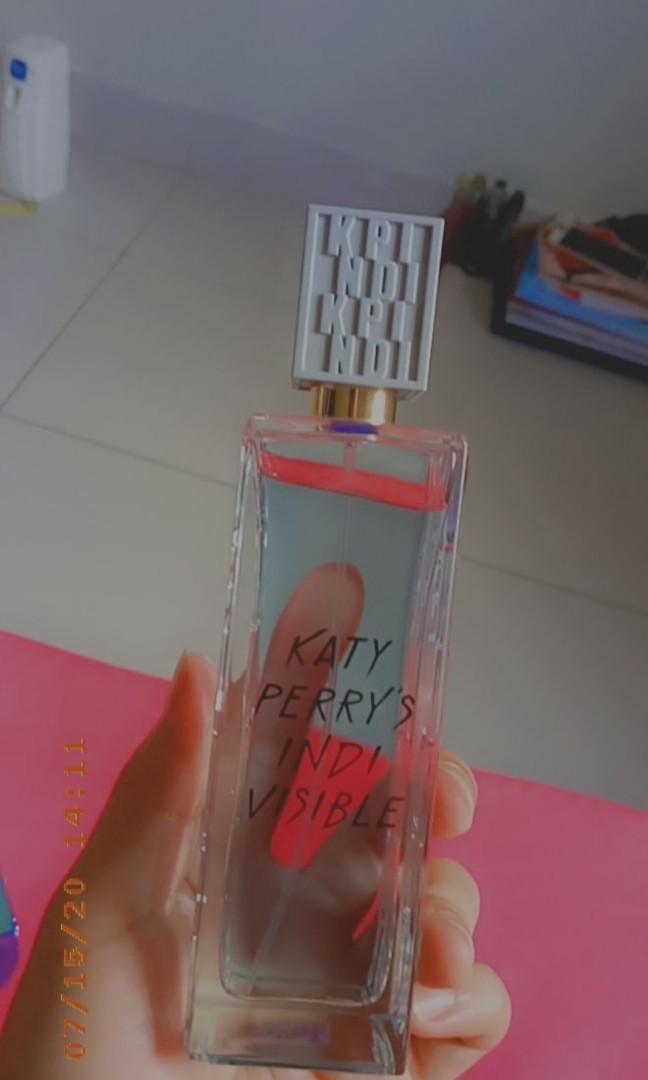 KPI
NDI
KPI
NDI
KATY
PERRY'S
INDI
VISIBLE
07/15/20 14:11